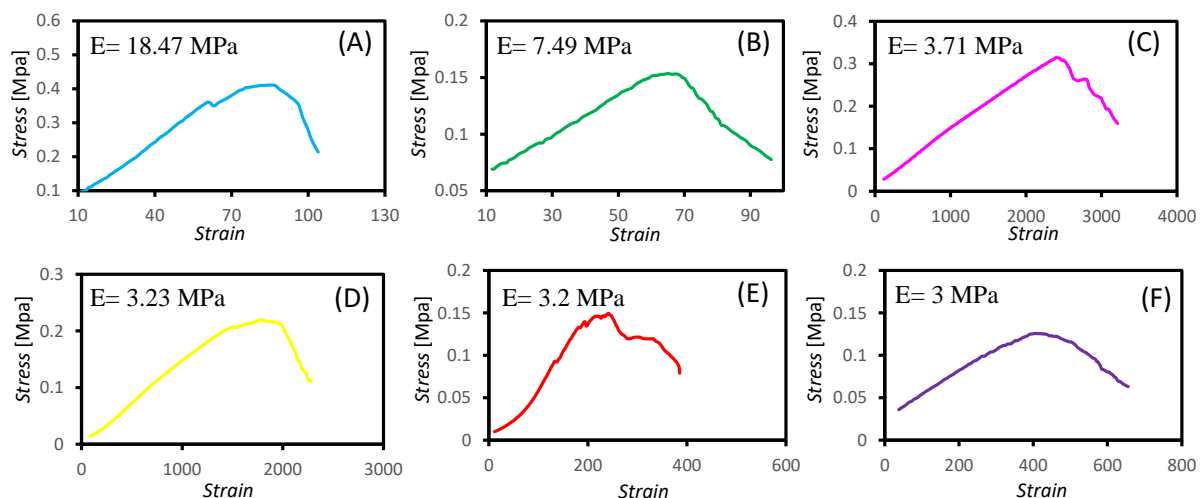 0.6
0.5
0.4
0.3
0.2
0.1
Stress [Mpa]
E= 18.47 MPa
(A)
10
40
70
100
130
Strain
0.2
0.15
0.1
0.05
Stress [Mpa]
E= 7.49 MPa
(B)
10
30
50
70
90
Strain
0.4
0.3
0.2
0.1
0
Stress [Mpa]
E= 3.71 MPa
(C)
0
1000
2000
3000
4000
Strain
0.3
0.2
0.1
0
Stress [Mpa]
E= 3.23 MPa
(D)
0
1000
2000
3000
Strain
0.2
0.15
0.1
0.05
0
Stress [Mpa]
E= 3.2 MPa
(E)
0
200
400
600
Strain
0.2
0.15
0.1
0.05
0
Stress [Mpa]
E= 3 MPa
(F)
0
200
400
600
800
Strain